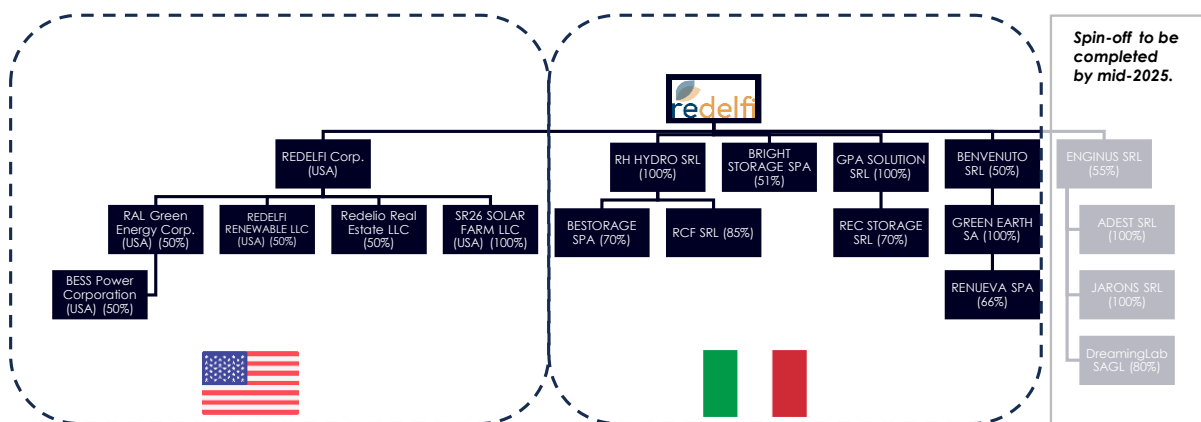 Spin-off to be
completed
by mid-2025.
redelfi
REDELFI Corp.
(USA)
RH HYDRO SRL
(100%)
BRIGHT
STORAGE SPA
(51%)
GPA SOLUTION
SRL (100%)
BENVENUTO
SRL (50%)
ENGINUS SRL
(55%)
RAL Green
Energy Corp.
(USA) (50%)
REDELFI
RENEWABLE LLC
(USA) (50%)
Redelio Real
Estate LLC
(50%)
SR26 SOLAR
FARM LLC
(USA) (100%)
BESTORAGE
SPA (70%)
RCF SRL (85%)
REC STORAGE
SRL (70%)
GREEN EARTH
SA (100%)
ADEST SRL
(100%)
BESS Power
Corporation
(USA) (50%)
RENUEVA SPA
(66%)
JARONS SRL
(100%)
DreamingLab
SAGL (80%)